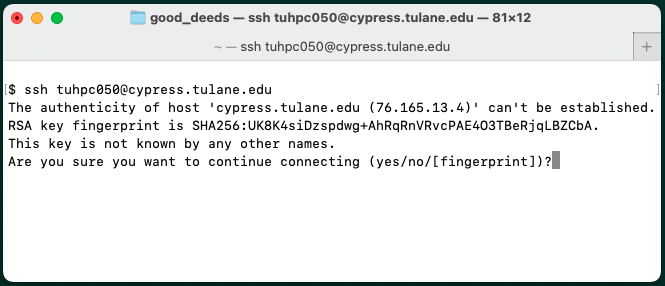 good_deeds — ssh tuhpc050@cypress.tulane.edu — 81×12
~ — ssh tuhpc050@cypress.tulane.edu +
[$ ssh tuhpc050@cypress.tulane.edu ]
The authenticity of host 'cypress.tulane.edu (76.165.13.4)' can't be established.
RSA key fingerprint is SHA256:UK8K4siDzspdwg+AhRqRnVRvcPAE4O3TBeRjqLBZCbA.
This key is not known by any other names.
Are you sure you want to continue connecting (yes/no/[fingerprint])?